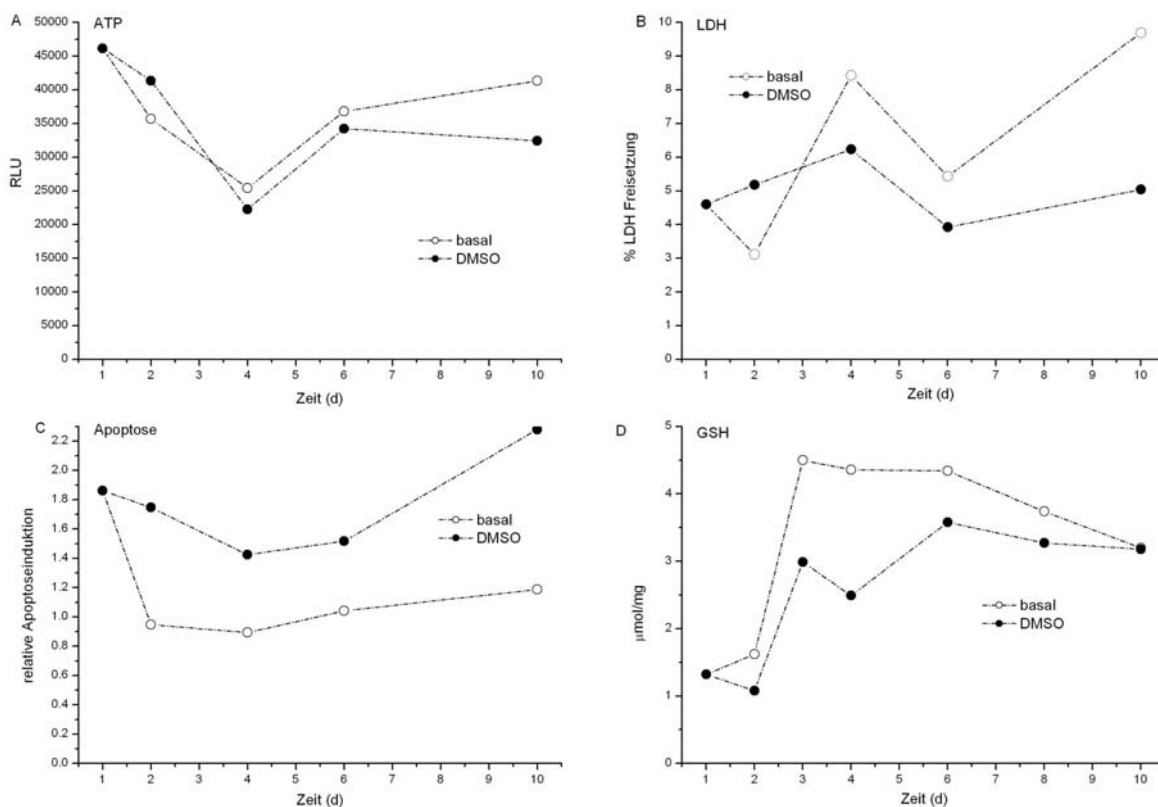 A
ATP
50000
45000
40000
35000
30000
25000
20000
15000
10000
5000
0
RLU
basal
DMSO
1 2 3 4 5 6 7 8 9 10
Zeit (d)
B
LDH
10
9
8
7
6
5
4
3
2
1
0
% LDH Freisetzung
basal
DMSO
1 2 3 4 5 6 7 8 9 10
Zeit (d)
C
Apoptose
2.2
2.0
1.8
1.6
1.4
1.2
1.0
0.8
0.6
0.4
0.2
0.0
relative Apoptoseinduktion
basal
DMSO
1 2 3 4 5 6 7 8 9 10
Zeit (d)
D
GSH
5
4
3
2
1
0
µmol/mg
basal
DMSO
1 2 3 4 5 6 7 8 9 10
Zeit (d)